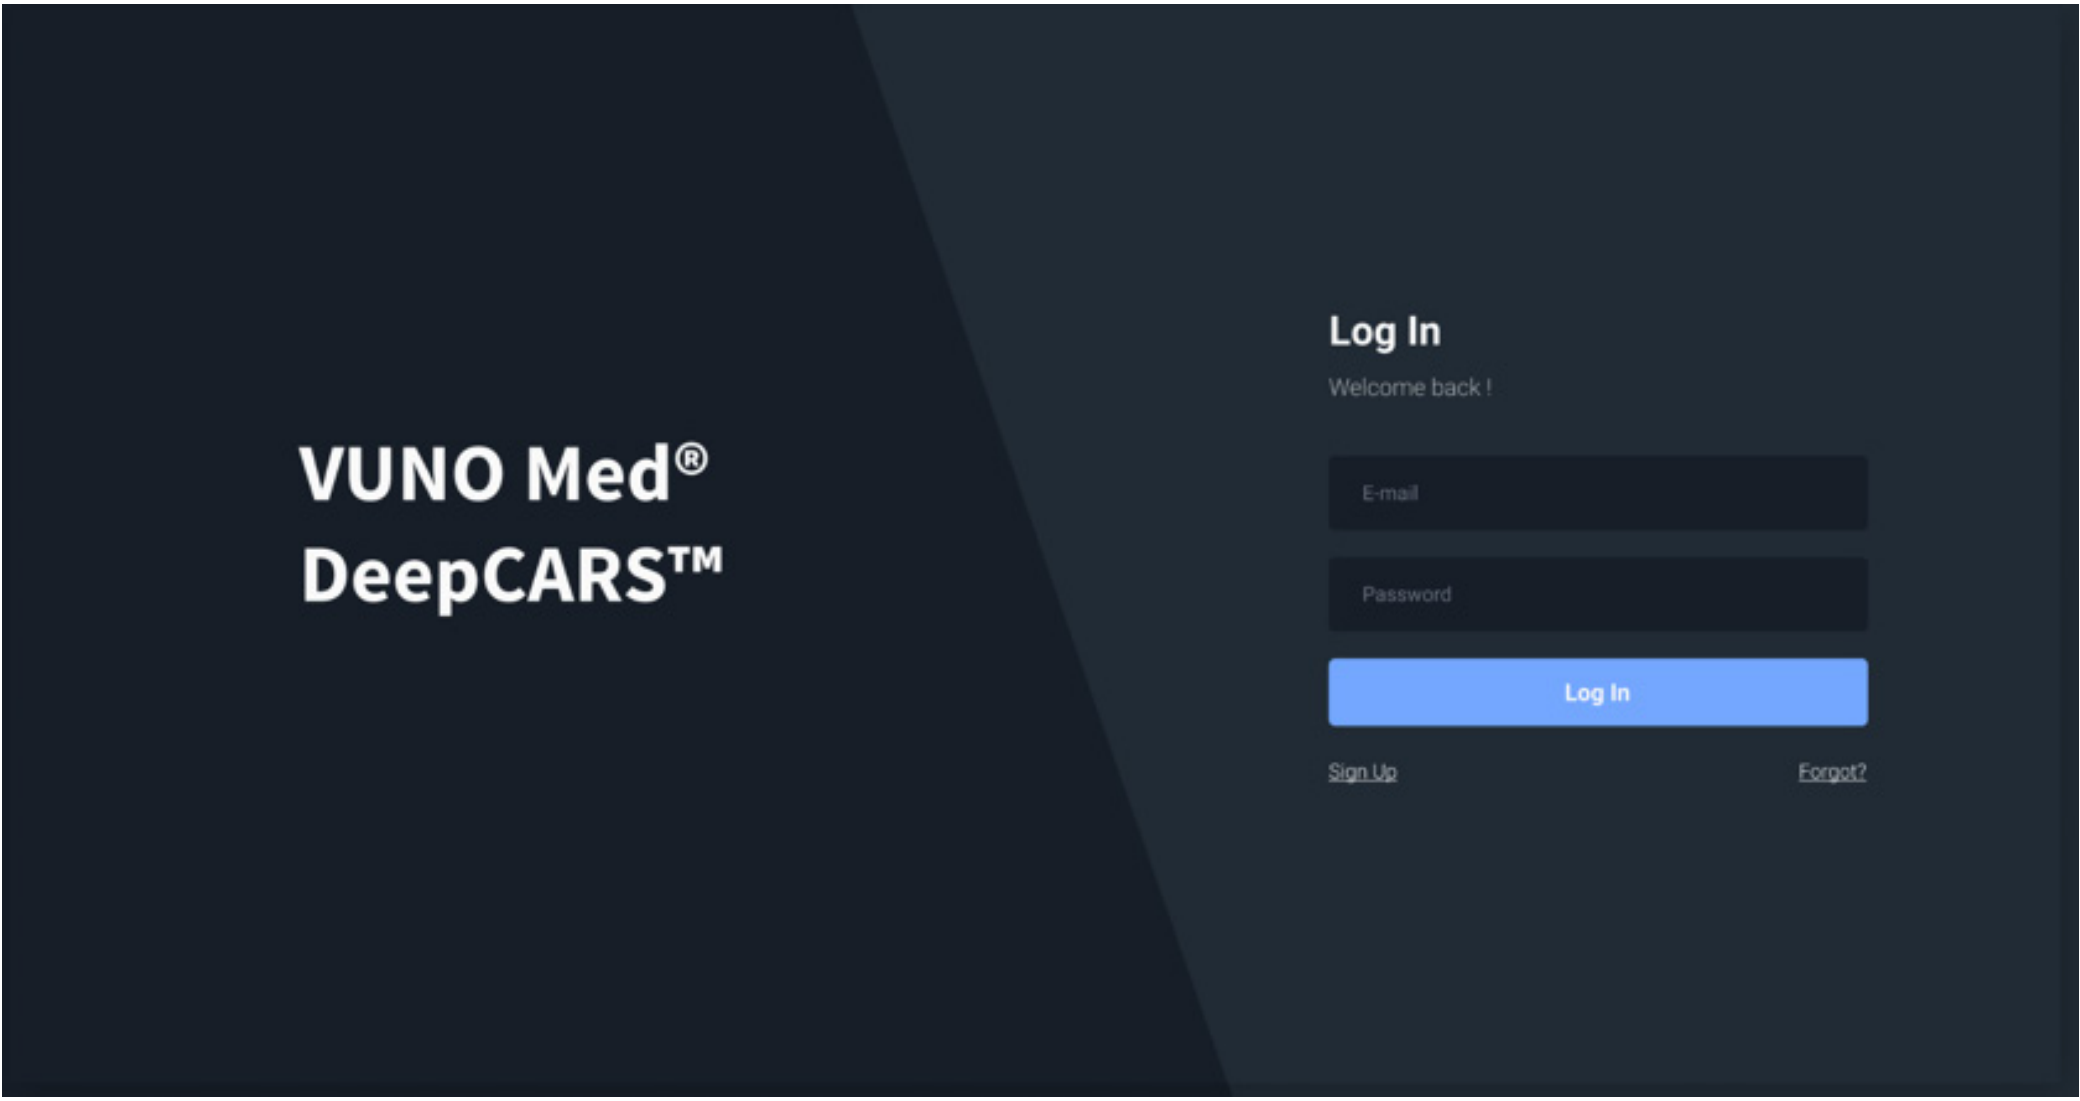 VUNO Med®
DeepCARS™
Log In
Welcome back !
E-mail
Password
Log In
Sign Up
Forgot?